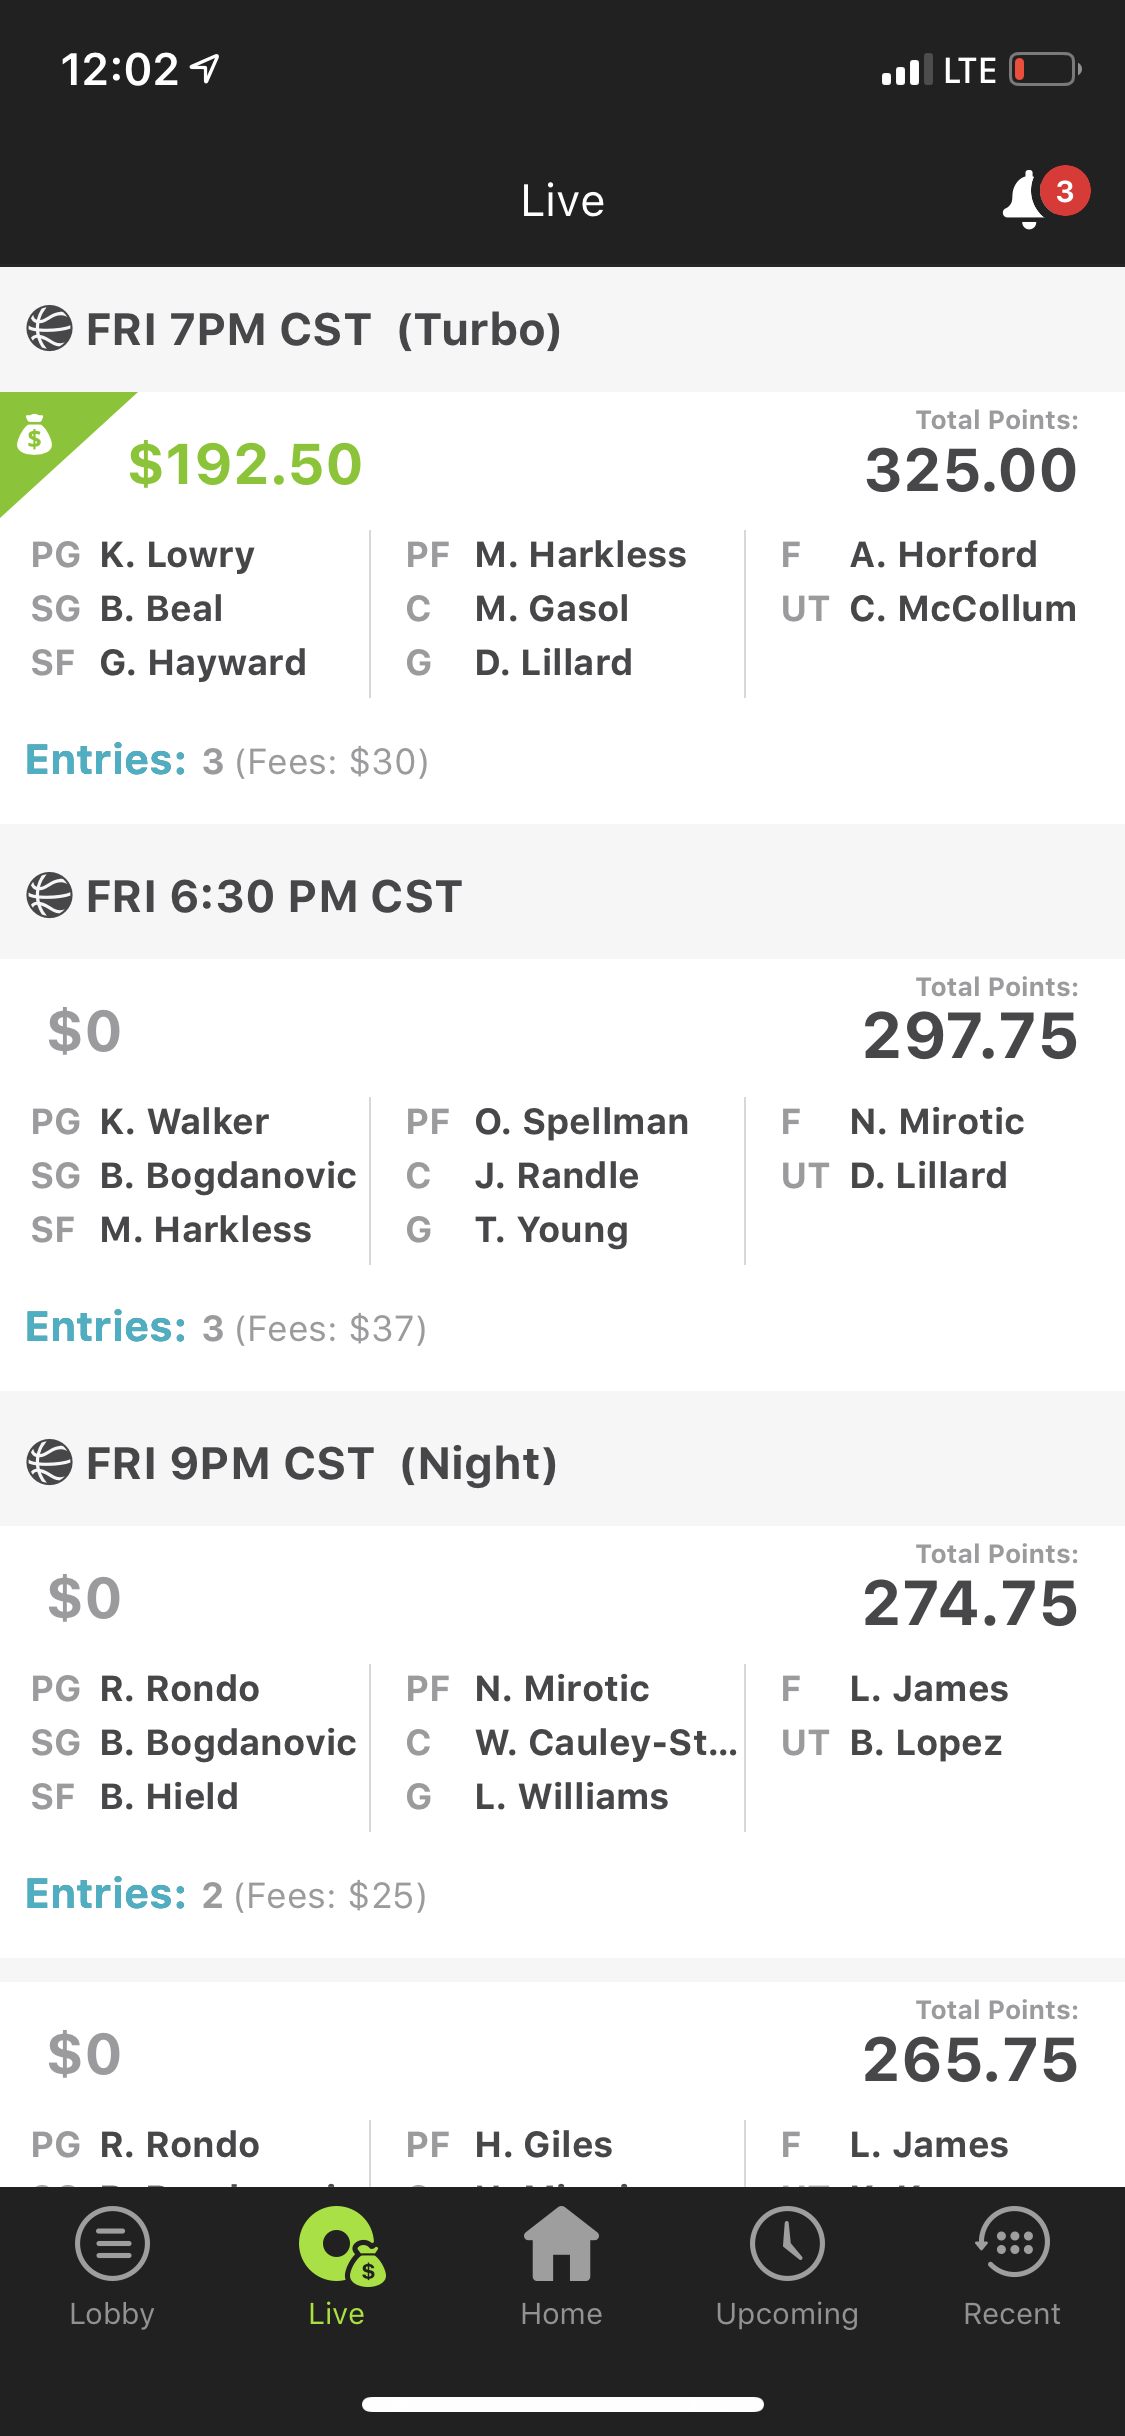 12:02 LTE
Live 3
FRI 7PM CST (Turbo)
Total Points:
$192.50 325.00
PG K. Lowry PF M. Harkless F A. Horford
SG B. Beal C M. Gasol UT C. McCollum
SF G. Hayward G D. Lillard
Entries: 3 (Fees: $30)
FRI 6:30 PM CST
Total Points:
$0 297.75
PG K. Walker PF O. Spellman F N. Mirotic
SG B. Bogdanovic C J. Randle UT D. Lillard
SF M. Harkless G T. Young
Entries: 3 (Fees: $37)
FRI 9PM CST (Night)
Total Points:
$0 274.75
PG R. Rondo PF N. Mirotic F L. James
SG B. Bogdanovic C W. Cauley-St... UT B. Lopez
SF B. Hield G L. Williams
Entries: 2 (Fees: $25)
Total Points:
$0 265.75
PG R. Rondo PF H. Giles F L. James
Lobby Live Home Upcoming Recent